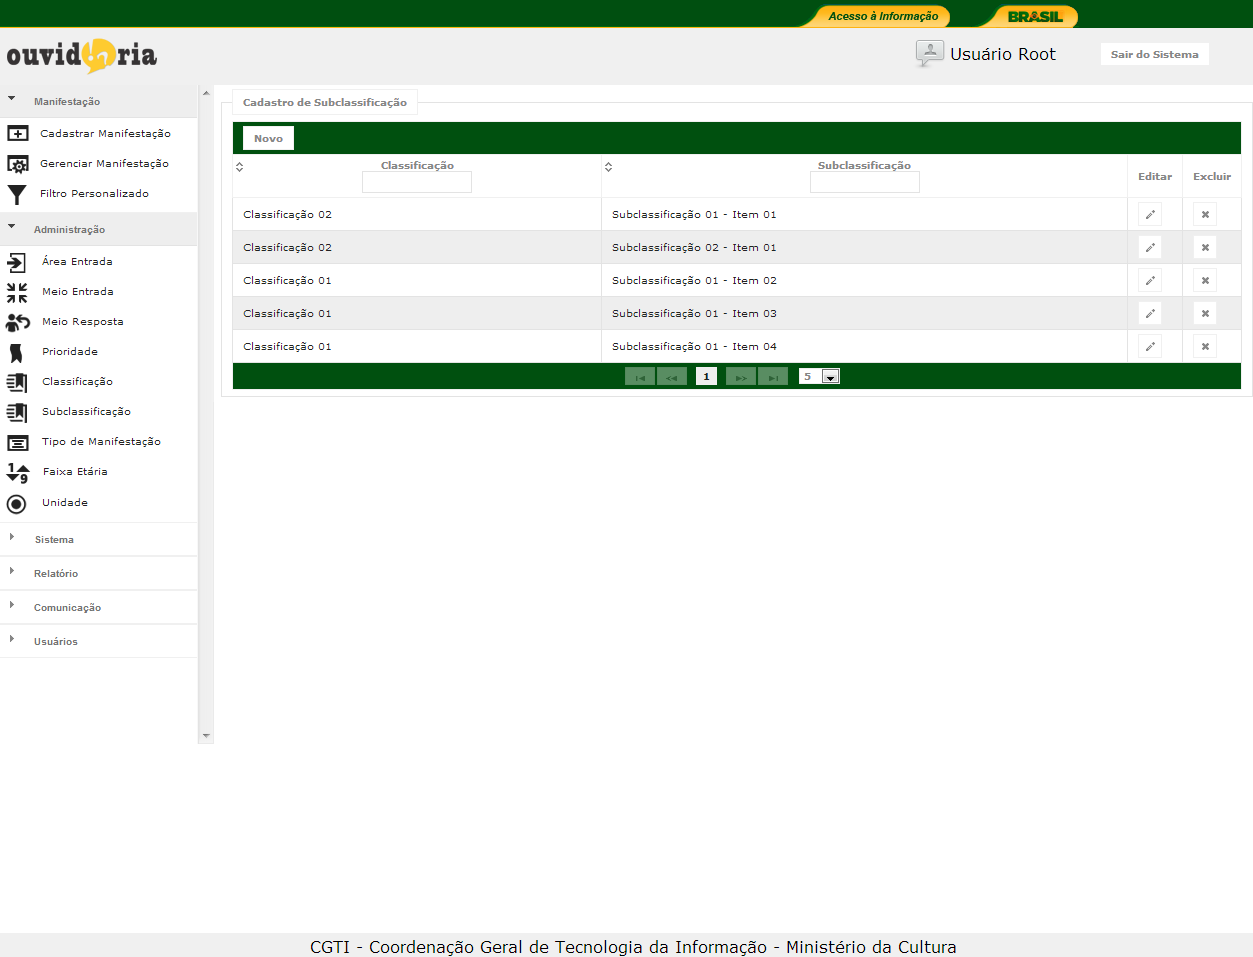 Acesso à Informação BRASIL
ouvidoria
Usuário Root
Sair do Sistema
Manifestação
Cadastrar Manifestação
Gerenciar Manifestação
Filtro Personalizado
Administração
Área Entrada
Meio Entrada
Meio Resposta
Prioridade
Classificação
Subclassificação
Tipo de Manifestação
1 9 Faixa Etária
Unidade
Sistema
Relatório
Comunicação
Usuários
Cadastro de Subclassificação
Novo
Classificação Subclassificação Editar Excluir
Classificação 02 Subclassificação 01 - Item 01
Classificação 02 Subclassificação 02 - Item 01
Classificação 01 Subclassificação 01 - Item 02
Classificação 01 Subclassificação 01 - Item 03
Classificação 01 Subclassificação 01 - Item 04
1 5
CGTI - Coordenação Geral de Tecnologia da Informação - Ministério da Cultura